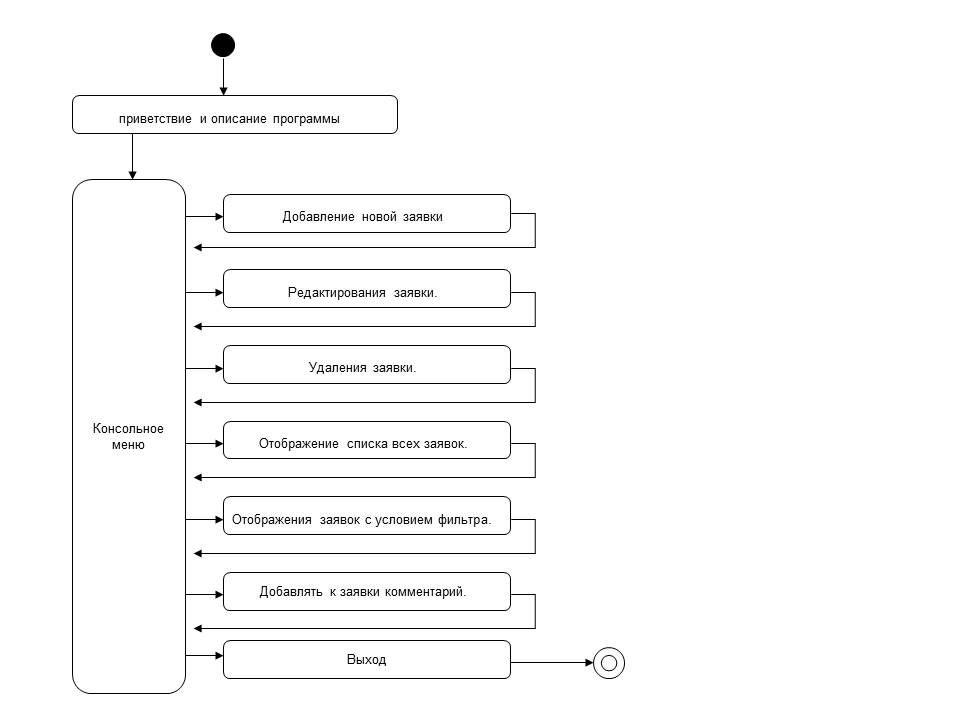 приветствие и описание программы
Добавление новой заявки
Редактирования заявки.
Удаления заявки.
Консольное
меню
Отображение списка всех заявок.
Отображения заявок с условием фильтра.
Добавлять к заявки комментарий.
Выход